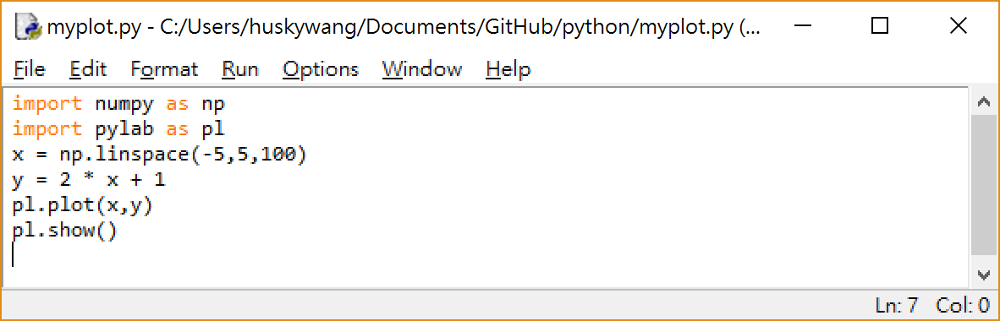 myplot.py - C:/Users/huskywang/Documents/GitHub/python/myplot.py (...
File Edit Format Run Options Window Help
import numpy as np
import pylab as pl
x = np.linspace(-5,5,100)
y = 2 * x + 1
pl.plot(x,y)
pl.show()
Ln: 7 Col: 0